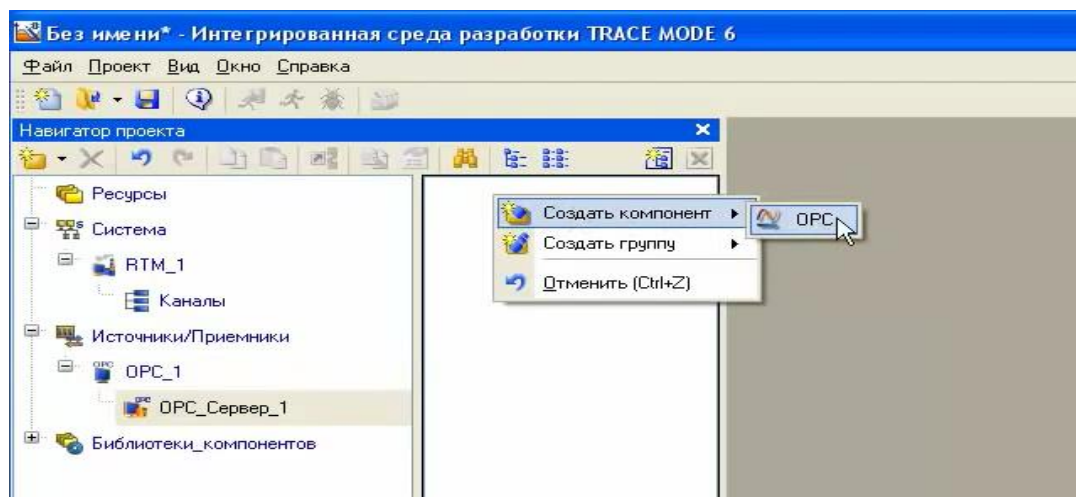 Без имени* - Интегрированная среда разработки TRACE MODE 6
Файл Проект Вид Окно Справка
Навигатор проекта
Ресурсы
Система
RTM_1
Каналы
Источники/Приемники
OPC_1
OPC_Сервер_1
Библиотеки_компонентов
Создать компонент
OPC
Создать группу
Отменить (Ctrl+Z)